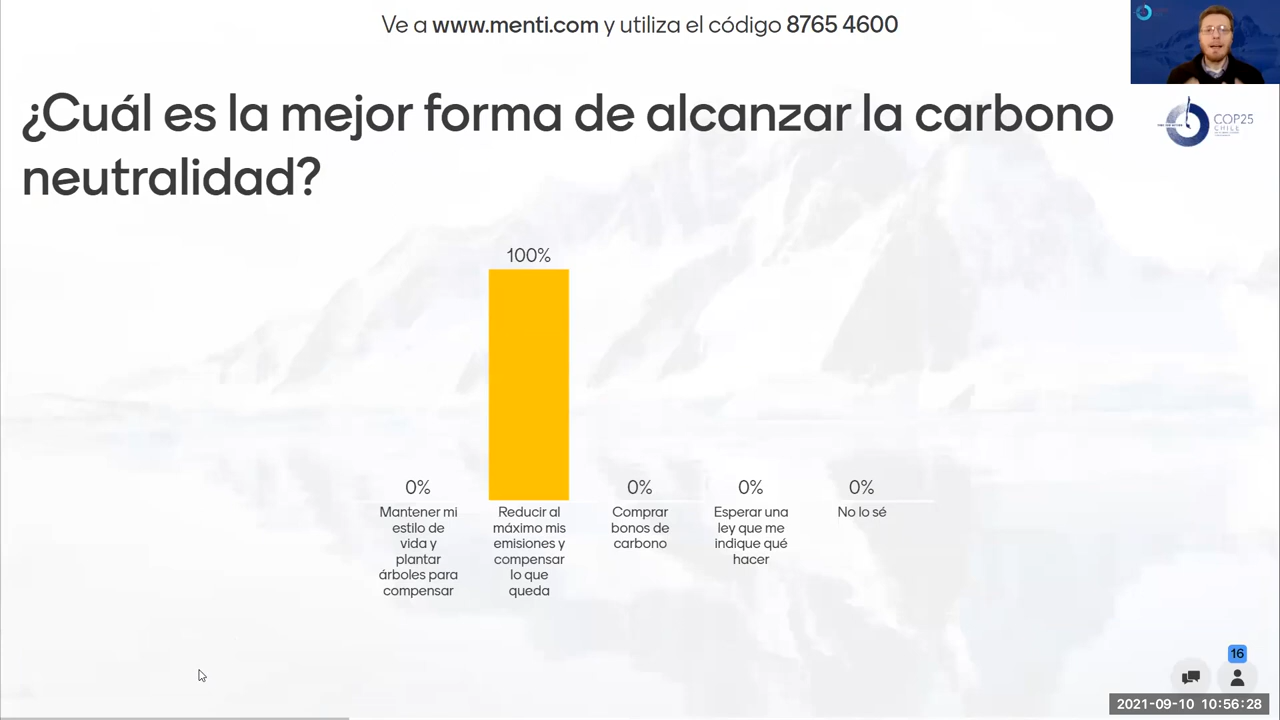 Ve a www.menti.com y utiliza el código 8765 4600
¿Cuál es la mejor forma de alcanzar la carbono
neutralidad?
COP25
CHILE
100%
0%
0%
0%
0%
Mantener mi
estilo de
vida y
plantar
árboles para
compensar
Reducir al
máximo mis
emisiones y
compensar
lo que
queda
Comprar
bonos de
carbono
Esperar una
ley que me
indique qué
hacer
No lo sé
16
2021-09-10 10:56:28